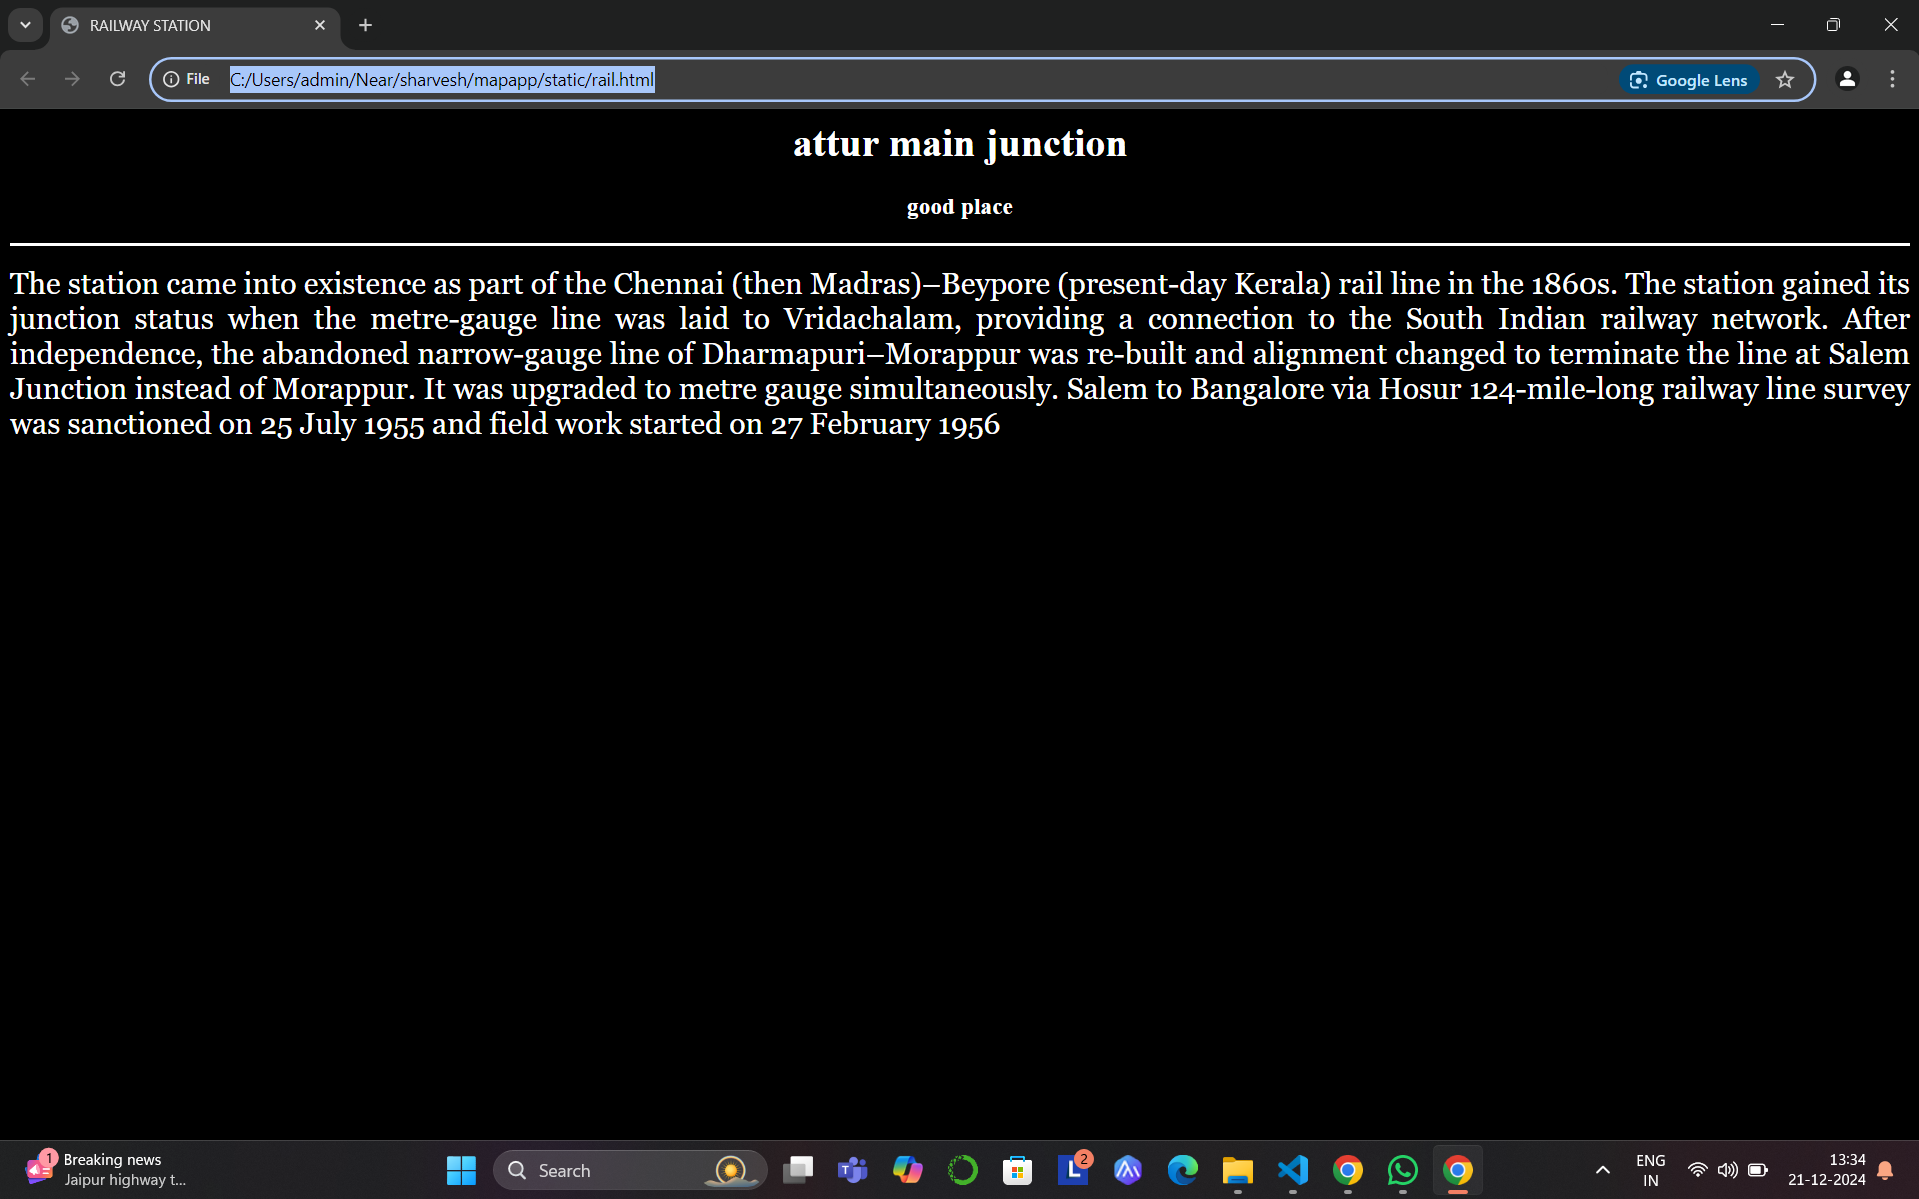 RAILWAY STATION
File
C:/Users/admin/Near/sharvesh/mapapp/static/rail.html
Google Lens
attur main junction
good place
The station came into existence as part of the Chennai (then Madras)–Beypore (present-day Kerala) rail line in the 1860s. The station gained its
junction status when the metre-gauge line was laid to Vridachalam, providing a connection to the South Indian railway network. After
independence, the abandoned narrow-gauge line of Dharmapuri–Morappur was re-built and alignment changed to terminate the line at Salem
Junction instead of Morappur. It was upgraded to metre gauge simultaneously. Salem to Bangalore via Hosur 124-mile-long railway line survey
was sanctioned on 25 July 1955 and field work started on 27 February 1956
1
Breaking news
Jaipur highway t...
Search
T
L
2
ENG
IN
13:34
21-12-2024